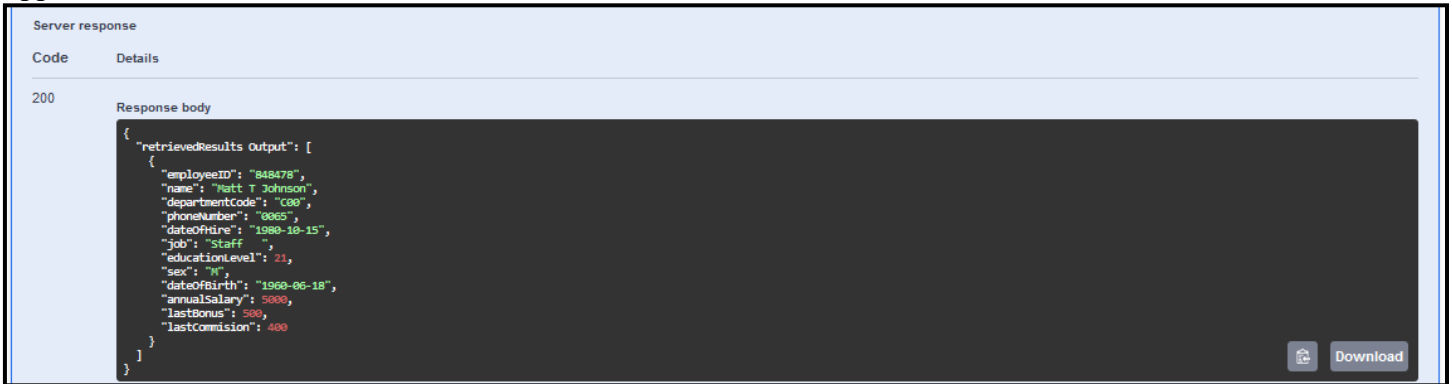 Server response
Code Details
200
Response body
{
  "retrievedResults Output": [
    {
      "employeeID": "848478",
      "name": "Matt T Johnson",
      "departmentCode": "C00",
      "phoneNumber": "0065",
      "dateOfHire": "1980-10-15",
      "job": "Staff   ",
      "educationLevel": 21,
      "sex": "M",
      "dateOfBirth": "1960-06-18",
      "annualSalary": 5000,
      "lastBonus": 500,
      "lastCommision": 400
    }
  ]
}
Download